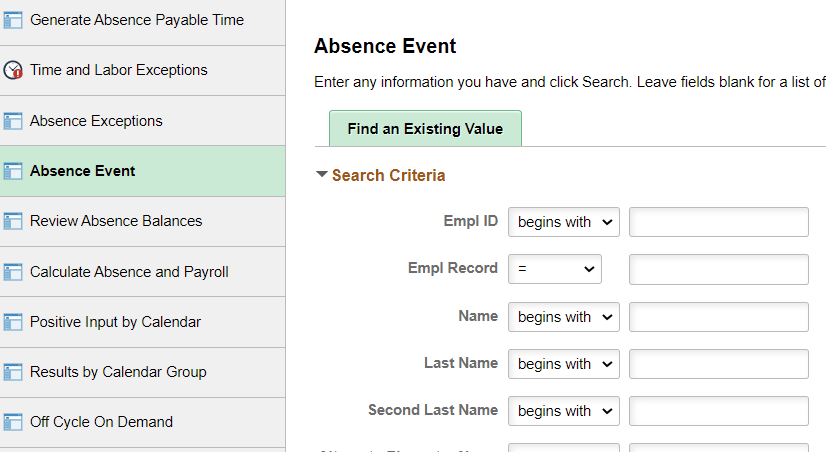 Generate Absence Payable Time
Time and Labor Exceptions
Absence Exceptions
Absence Event
Review Absence Balances
Calculate Absence and Payroll
Positive Input by Calendar
Results by Calendar Group
Off Cycle On Demand
Absence Event
Enter any information you have and click Search. Leave fields blank for a list of
Find an Existing Value
Search Criteria
Empl ID begins with
Empl Record =
Name begins with
Last Name begins with
Second Last Name begins with